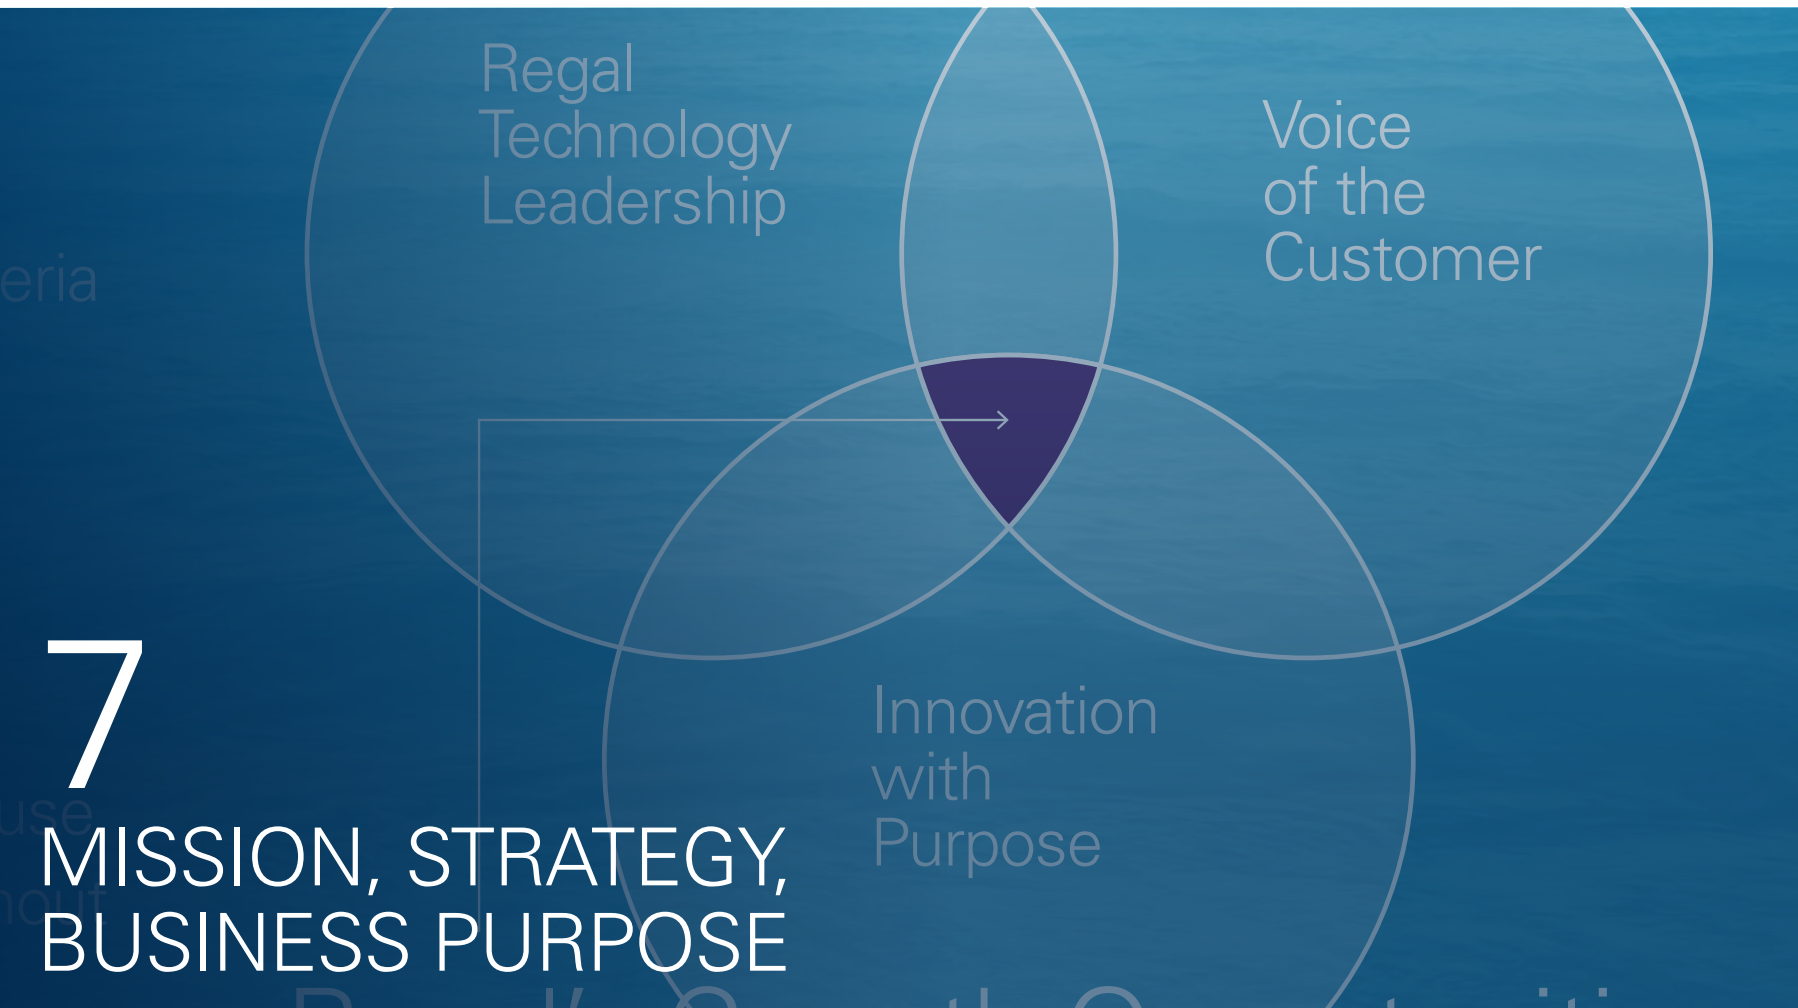 Regal
Technology
Leadership
Voice
of the
Customer
Innovation
with
Purpose
7
MISSION, STRATEGY,
BUSINESS PURPOSE